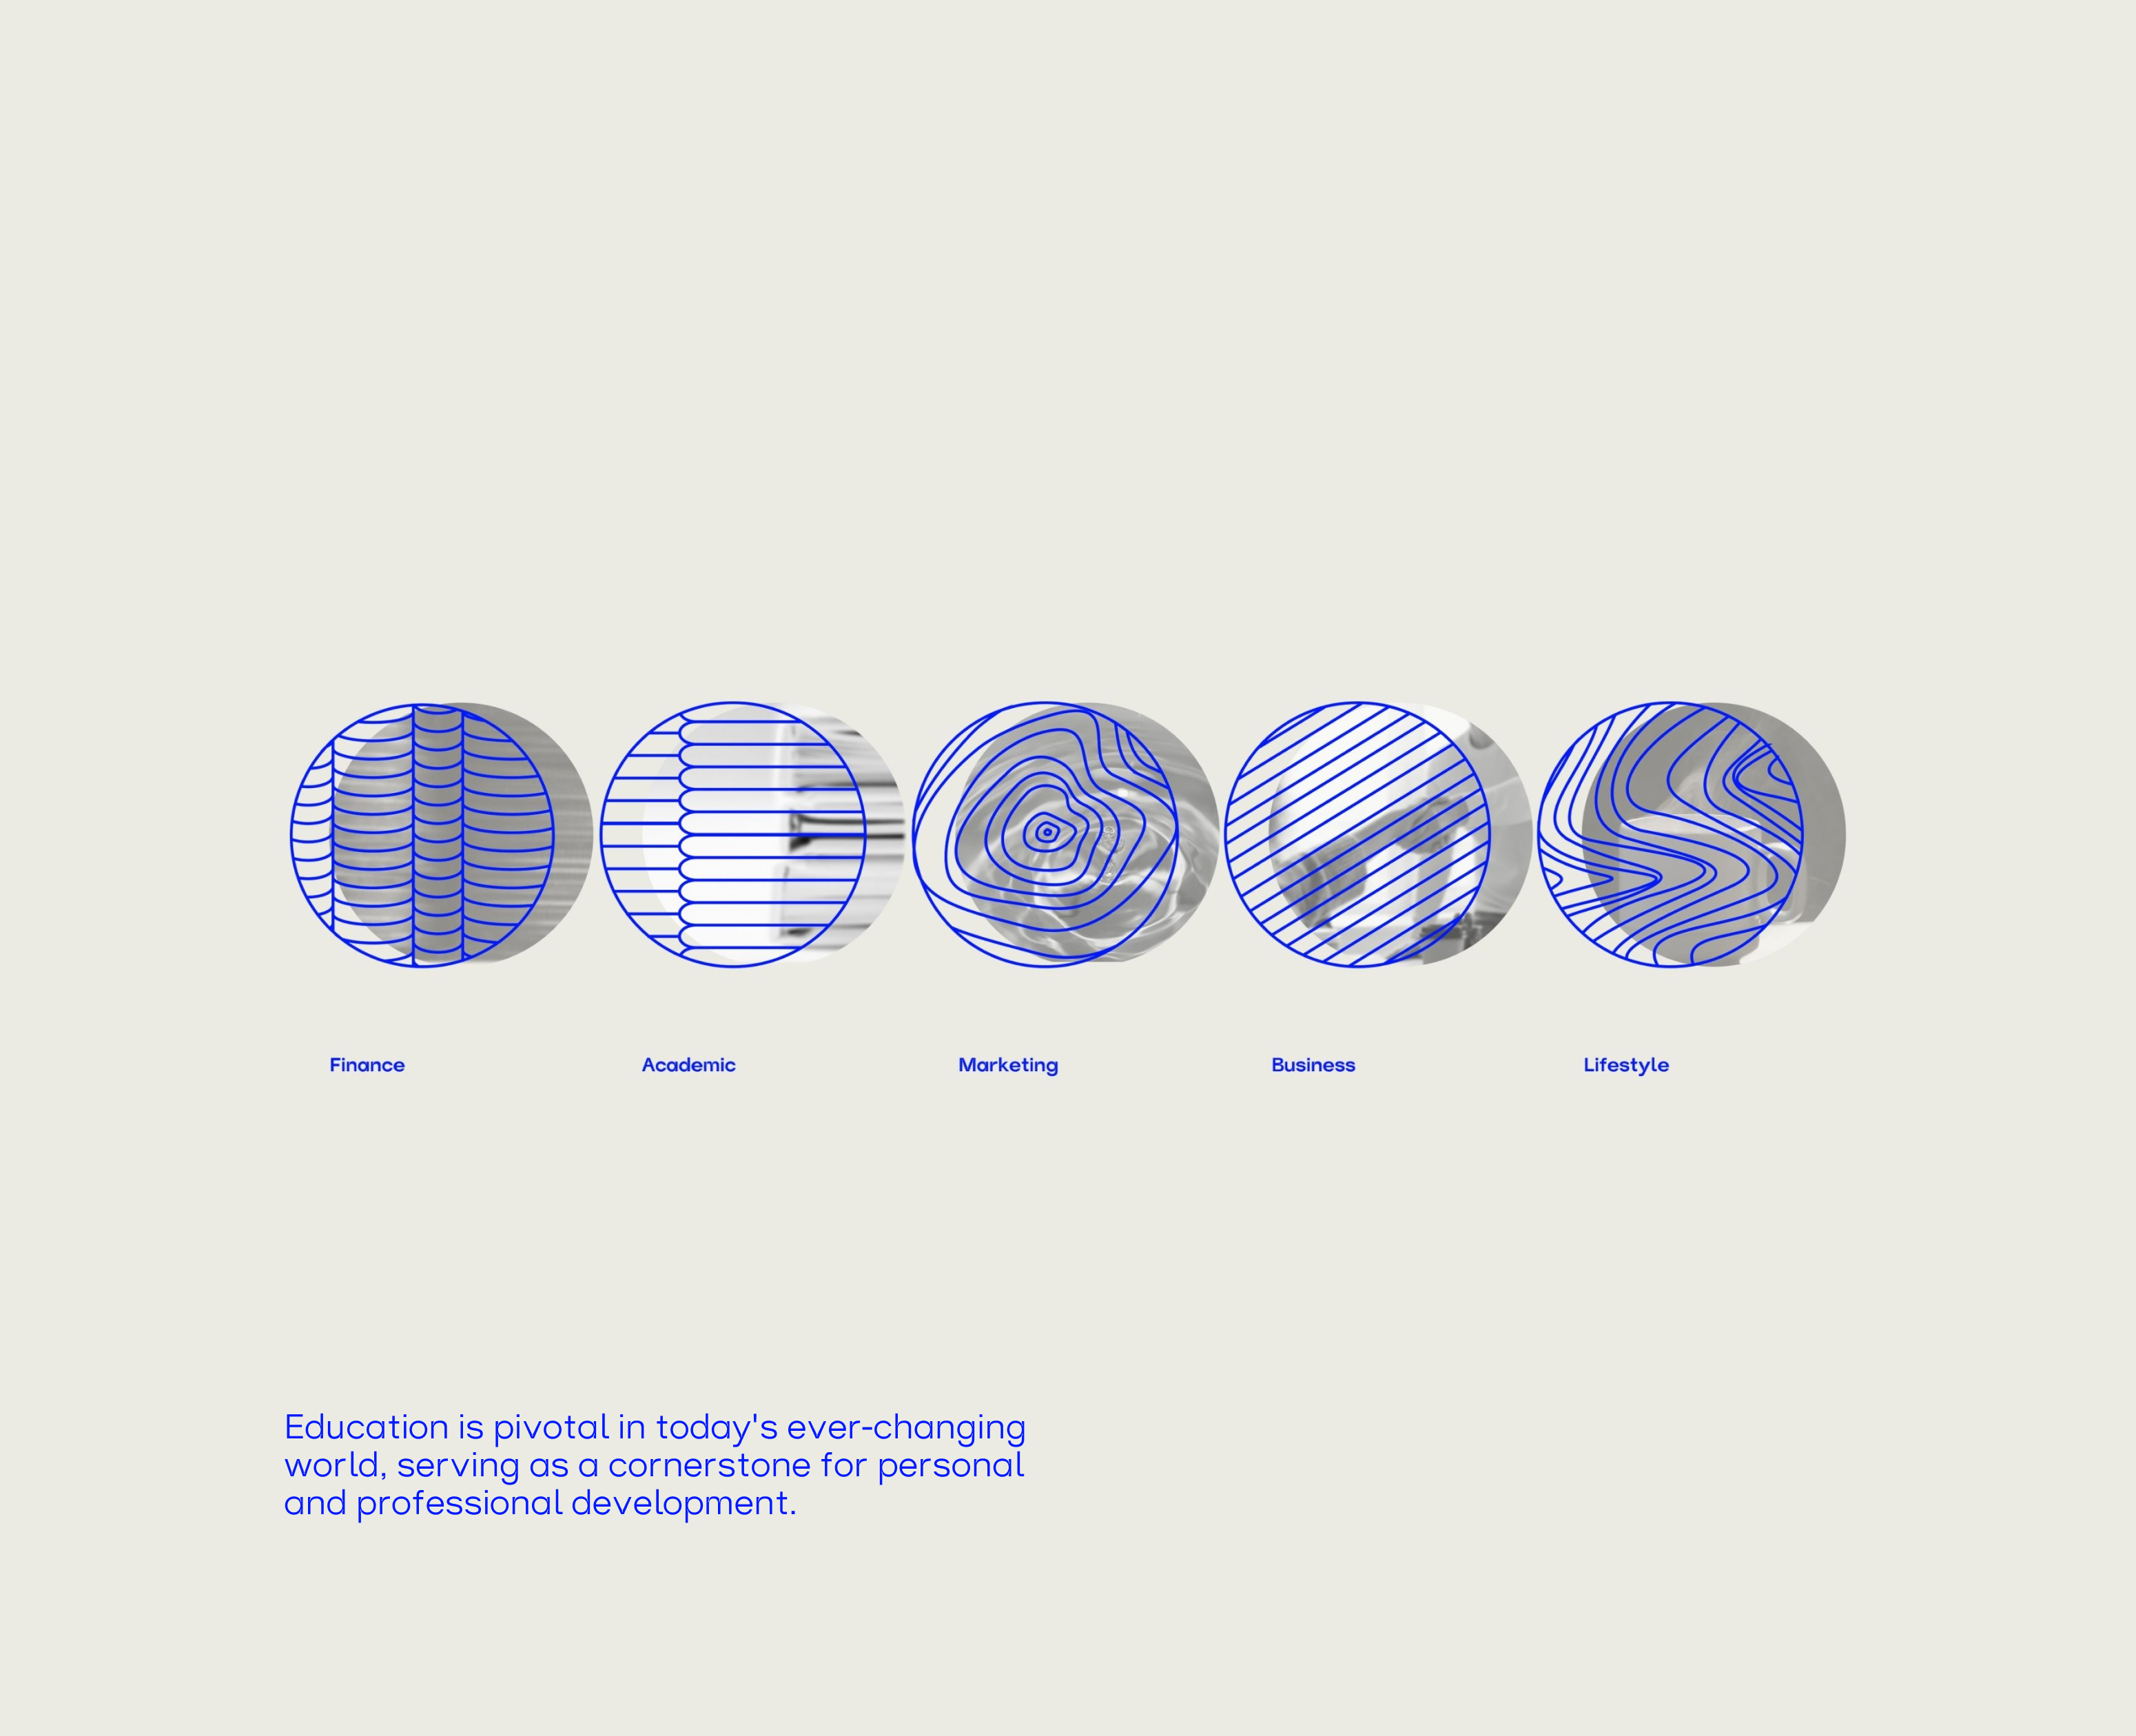 Finance
Academic
Marketing
Business
Lifestyle
Education is pivotal in today's ever-changing
world, serving as a cornerstone for personal
and professional development.